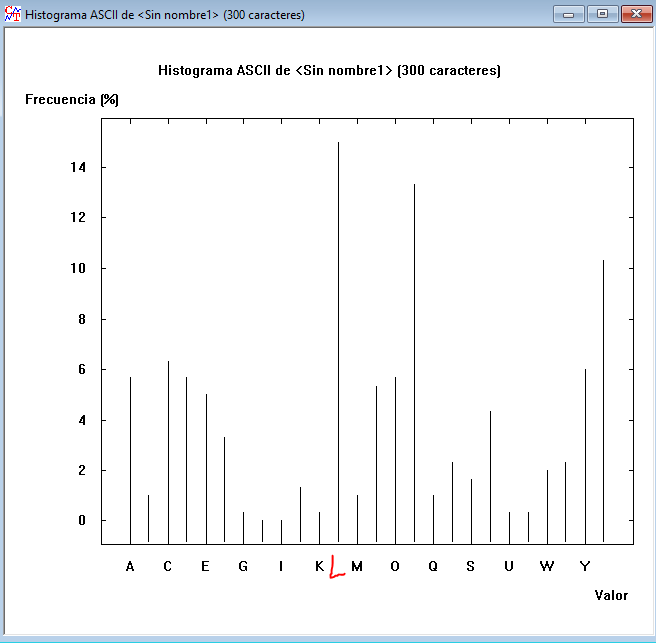 Histograma ASCII de <Sin nombre1> (300 caracteres)
Histograma ASCII de <Sin nombre1> (300 caracteres)
Frecuencia (%)
14
12
10
8
6
4
2
0
A C E G I K L M O Q S U W Y
Valor